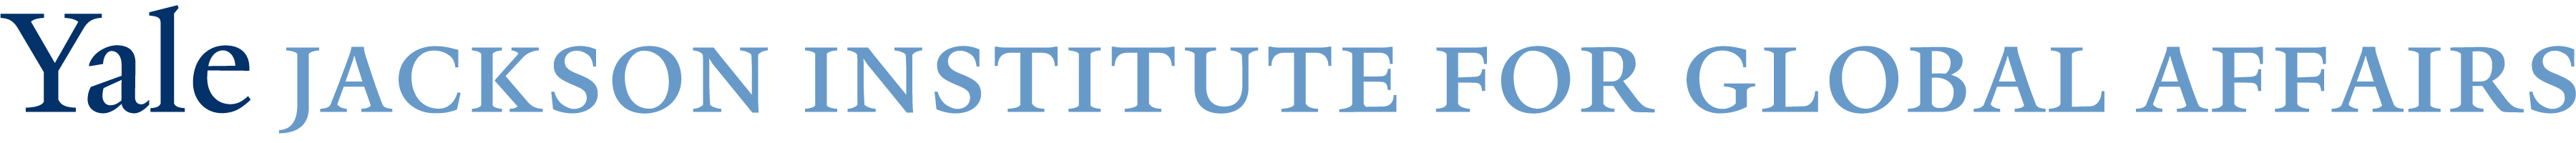 Yale JACKSON INSTITUTE FOR GLOBAL AFFAIRS